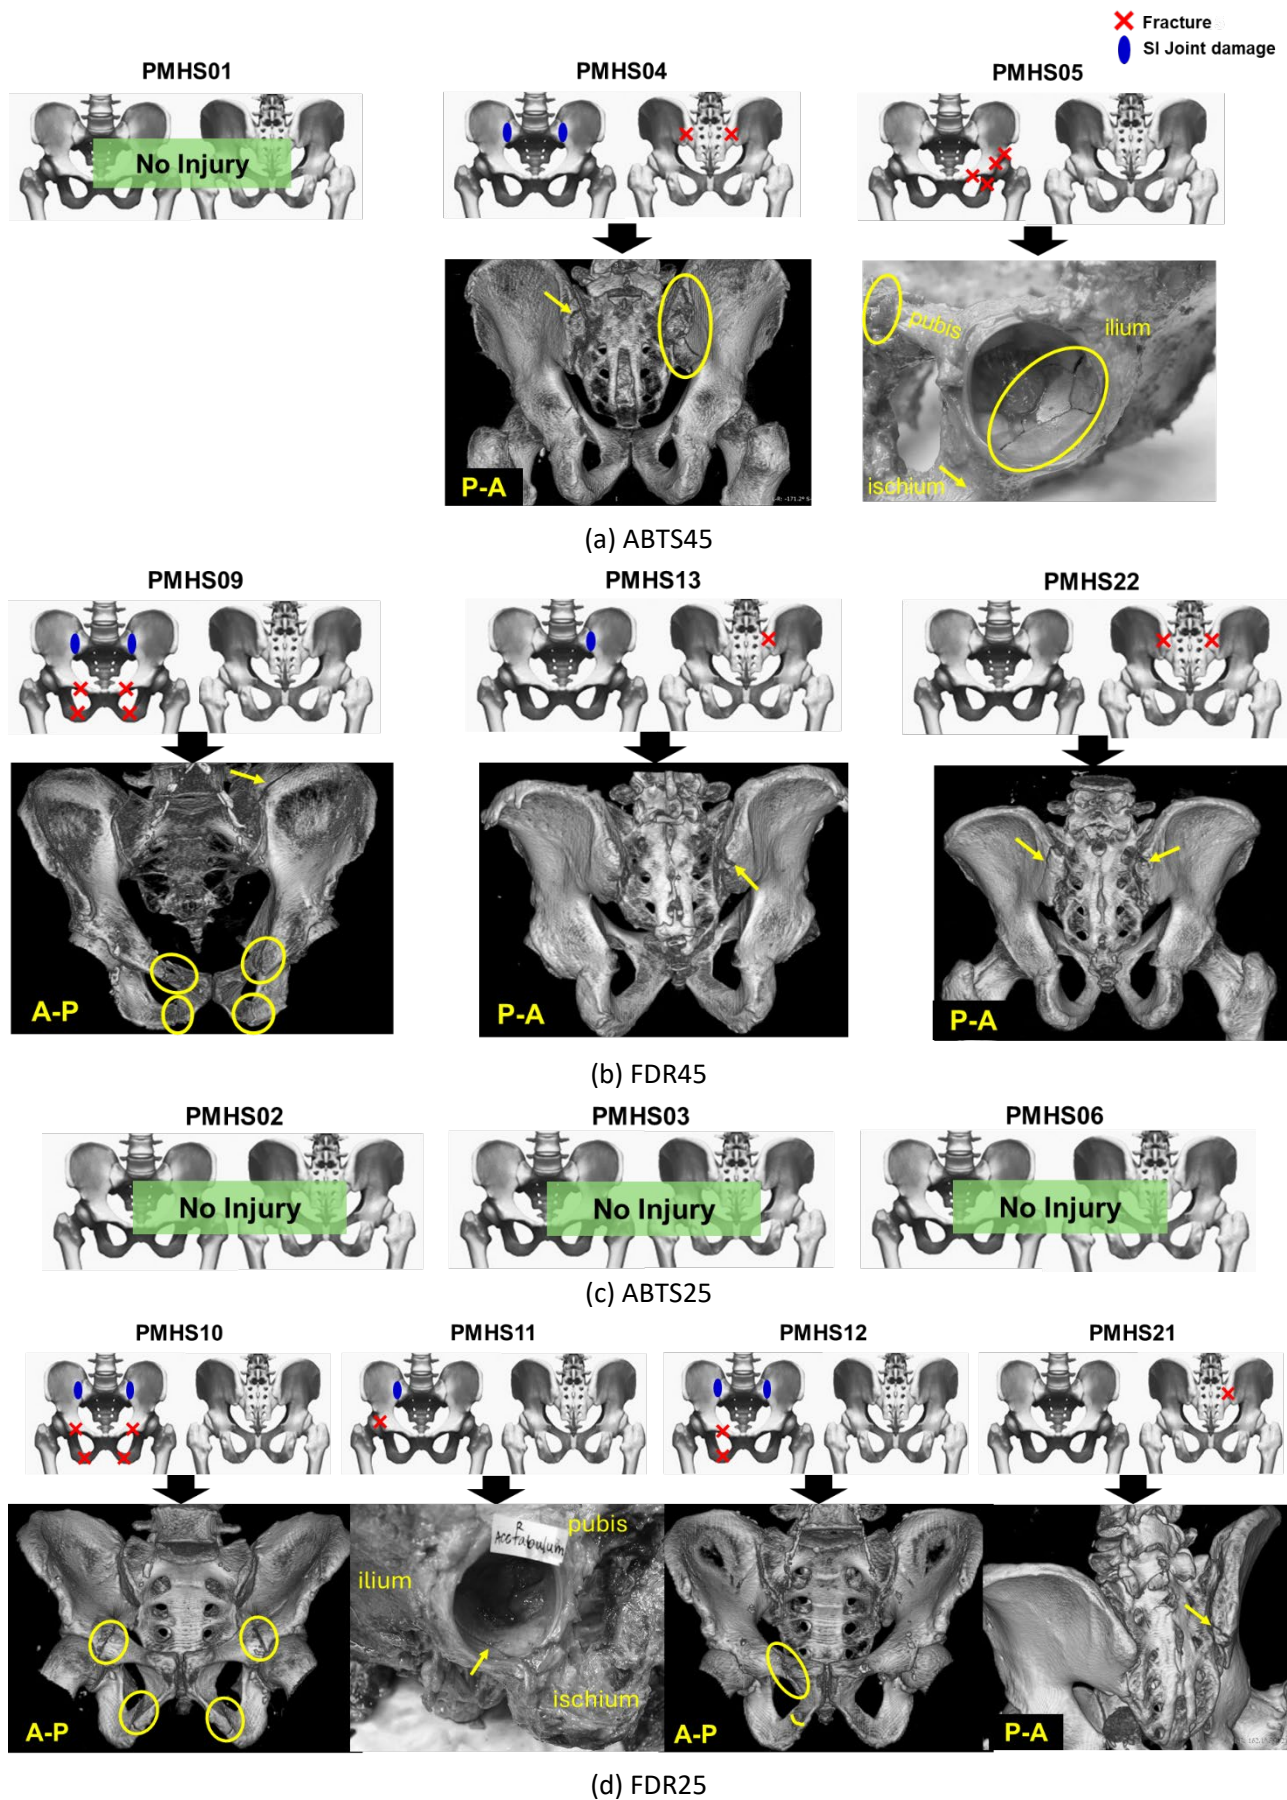 Fracture
SI Joint damage
PMHS01
PMHS04
PMHS05
No Injury
pubis
ilium
ischium
P-A
(a) ABTS45
PMHS09
PMHS13
PMHS22
A-P
P-A
P-A
(b) FDR45
PMHS02
PMHS03
PMHS06
No Injury
No Injury
No Injury
(c) ABTS25
PMHS10
PMHS11
PMHS12
PMHS21
R
Acetabulum
pubis
ilium
ischium
A-P
A-P
P-A
(d) FDR25